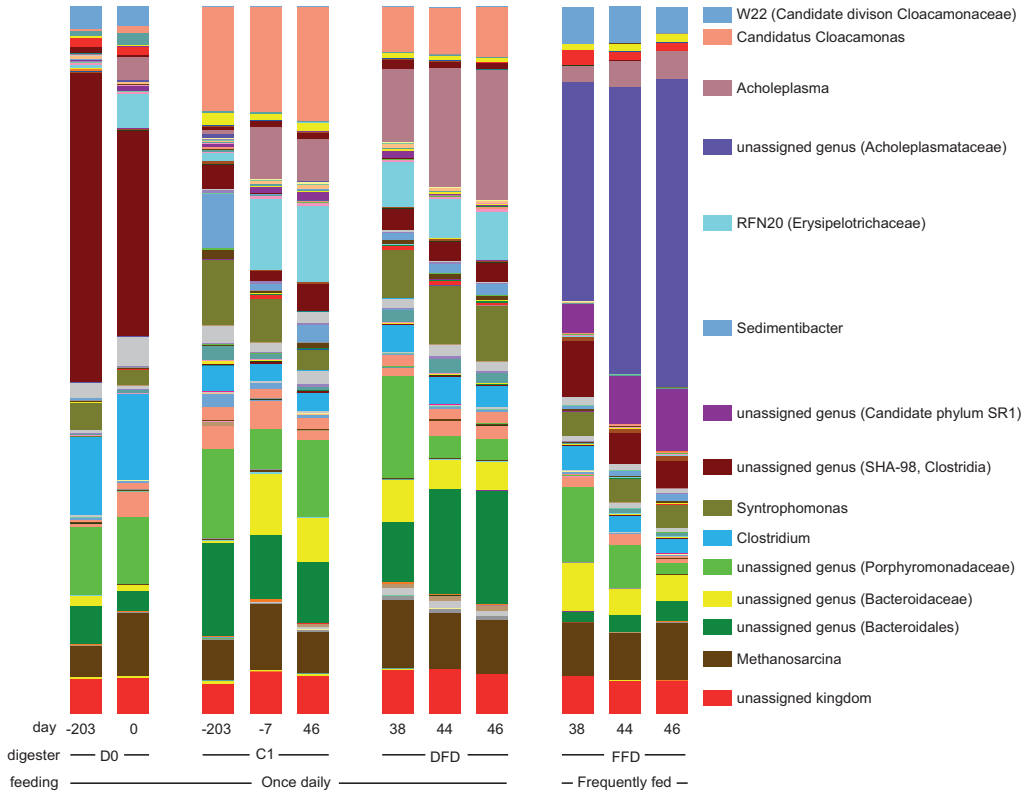 W22 (Candidate divison Cloacamonaceae)
Candidatus Cloacamonas
Acholeplasma
unassigned genus (Acholeplasmataceae)
RFN20 (Erysipelotrichaceae)
Sedimentibacter
unassigned genus (Candidate phylum SR1)
unassigned genus (SHA-98, Clostridia)
Syntrophomonas
Clostridium
unassigned genus (Porphyromonadaceae)
unassigned genus (Bacteroidaceae)
unassigned genus (Bacteroidales)
Methanosarcina
unassigned kingdom
day -203 0 -203 -7 46 38 44 46 38 44 46
digester D0 C1 DFD FFD
feeding Once daily Frequently fed